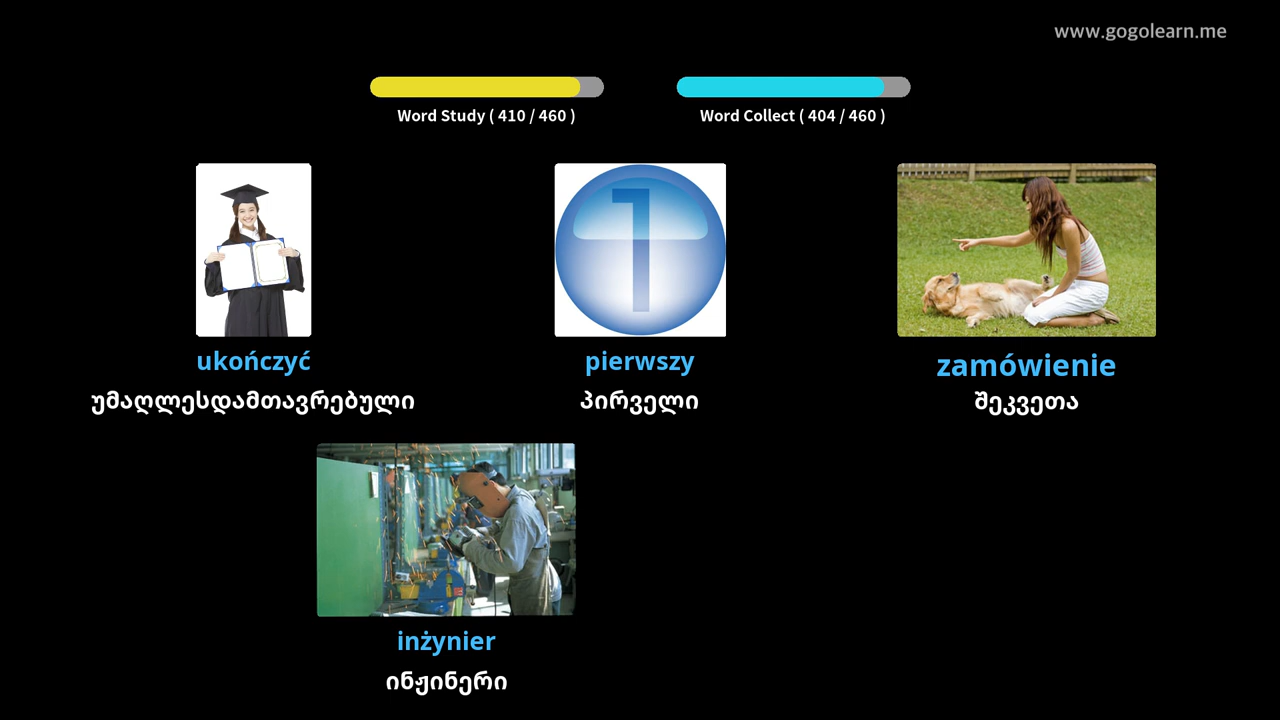 www.gogolearn.me
Word Study ( 410 / 460 )
Word Collect ( 404 / 460 )
1
ukończyć
pierwszy
zamówienie
უმაღლესდამთავრებული
პირველი
შეკვეთა
inżynier
ინჟინერი